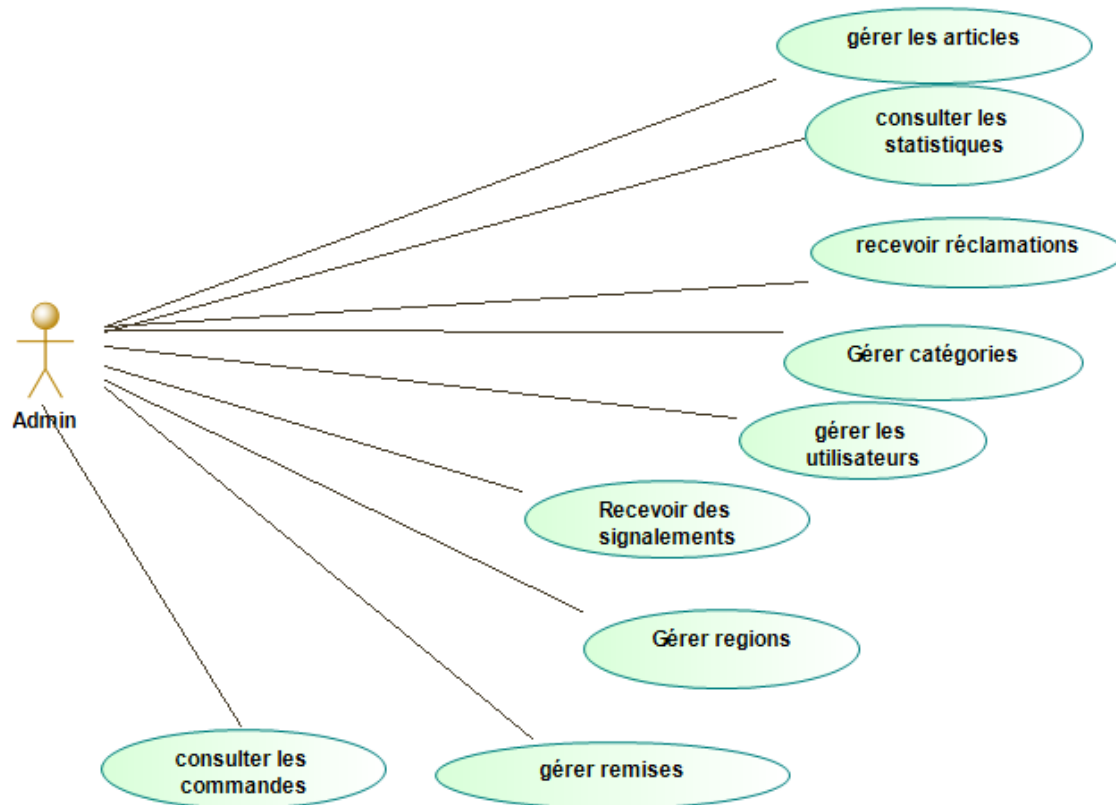 gérer les articles
consulter les
statistiques
recevoir réclamations
Gérer catégories
Admin
gérer les
utilisateurs
Recevoir des
signalements
Gérer regions
consulter les
commandes
gérer remises